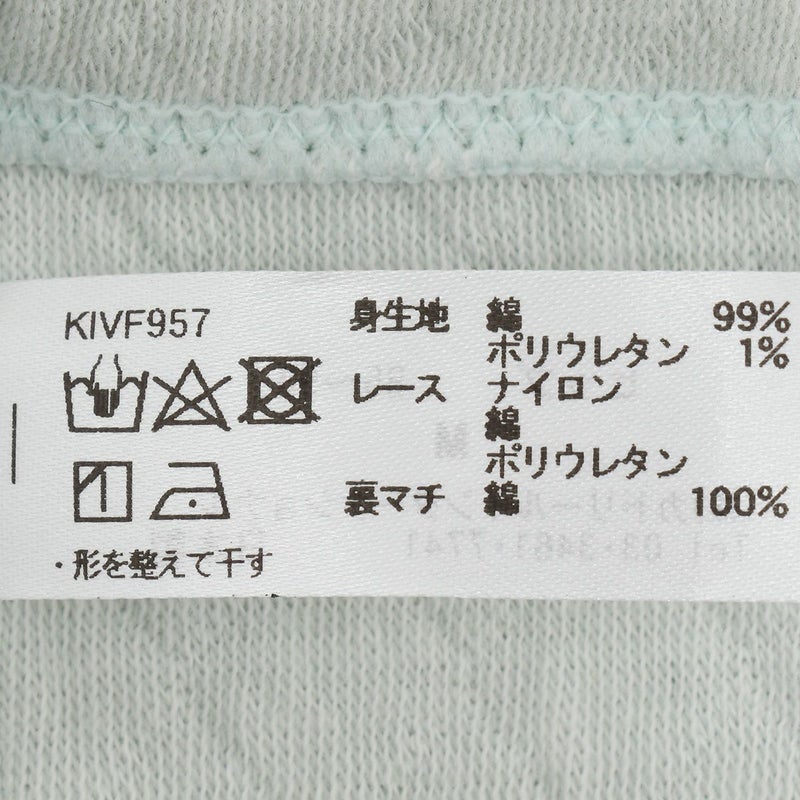 KIVF957
身生地 綿 99%
ポリウレタン 1%
レース ナイロン
綿
ポリウレタン
裏マチ 綿 100%
・形を整えて干す